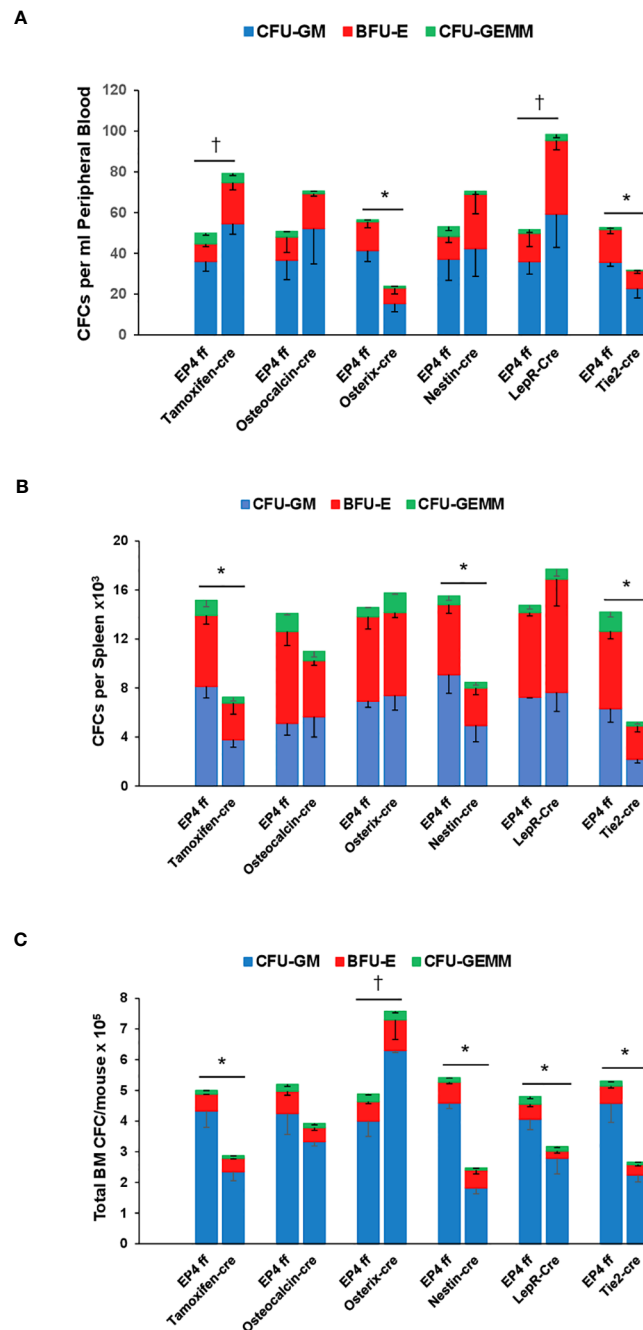 A
CFU-GM BFU-E CFU-GEMM
CFCs per ml Peripheral Blood
120
100
80
60
40
20
0
†
*
†
*
EP4 ff
Tamoxifen-cre
EP4 ff
Osteocalcin-cre
EP4 ff
Osterix-cre
EP4 ff
Nestin-cre
EP4 ff
LepR-Cre
EP4 ff
Tie2-cre
B
CFU-GM BFU-E CFU-GEMM
CFCs per Spleen x10³
20
16
12
8
4
0
*
*
*
EP4 ff
Tamoxifen-cre
EP4 ff
Osteocalcin-cre
EP4 ff
Osterix-cre
EP4 ff
Nestin-cre
EP4 ff
LepR-Cre
EP4 ff
Tie2-cre
C
CFU-GM BFU-E CFU-GEMM
Total BM CFC/mouse x 10⁵
8
7
6
5
4
3
2
1
0
*
†
*
*
*
EP4 ff
Tamoxifen-cre
EP4 ff
Osteocalcin-cre
EP4 ff
Osterix-cre
EP4 ff
Nestin-cre
EP4 ff
LepR-Cre
EP4 ff
Tie2-cre